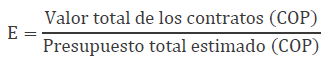 E = Valor total de los contratos (COP)
Presupuesto total estimado (COP)